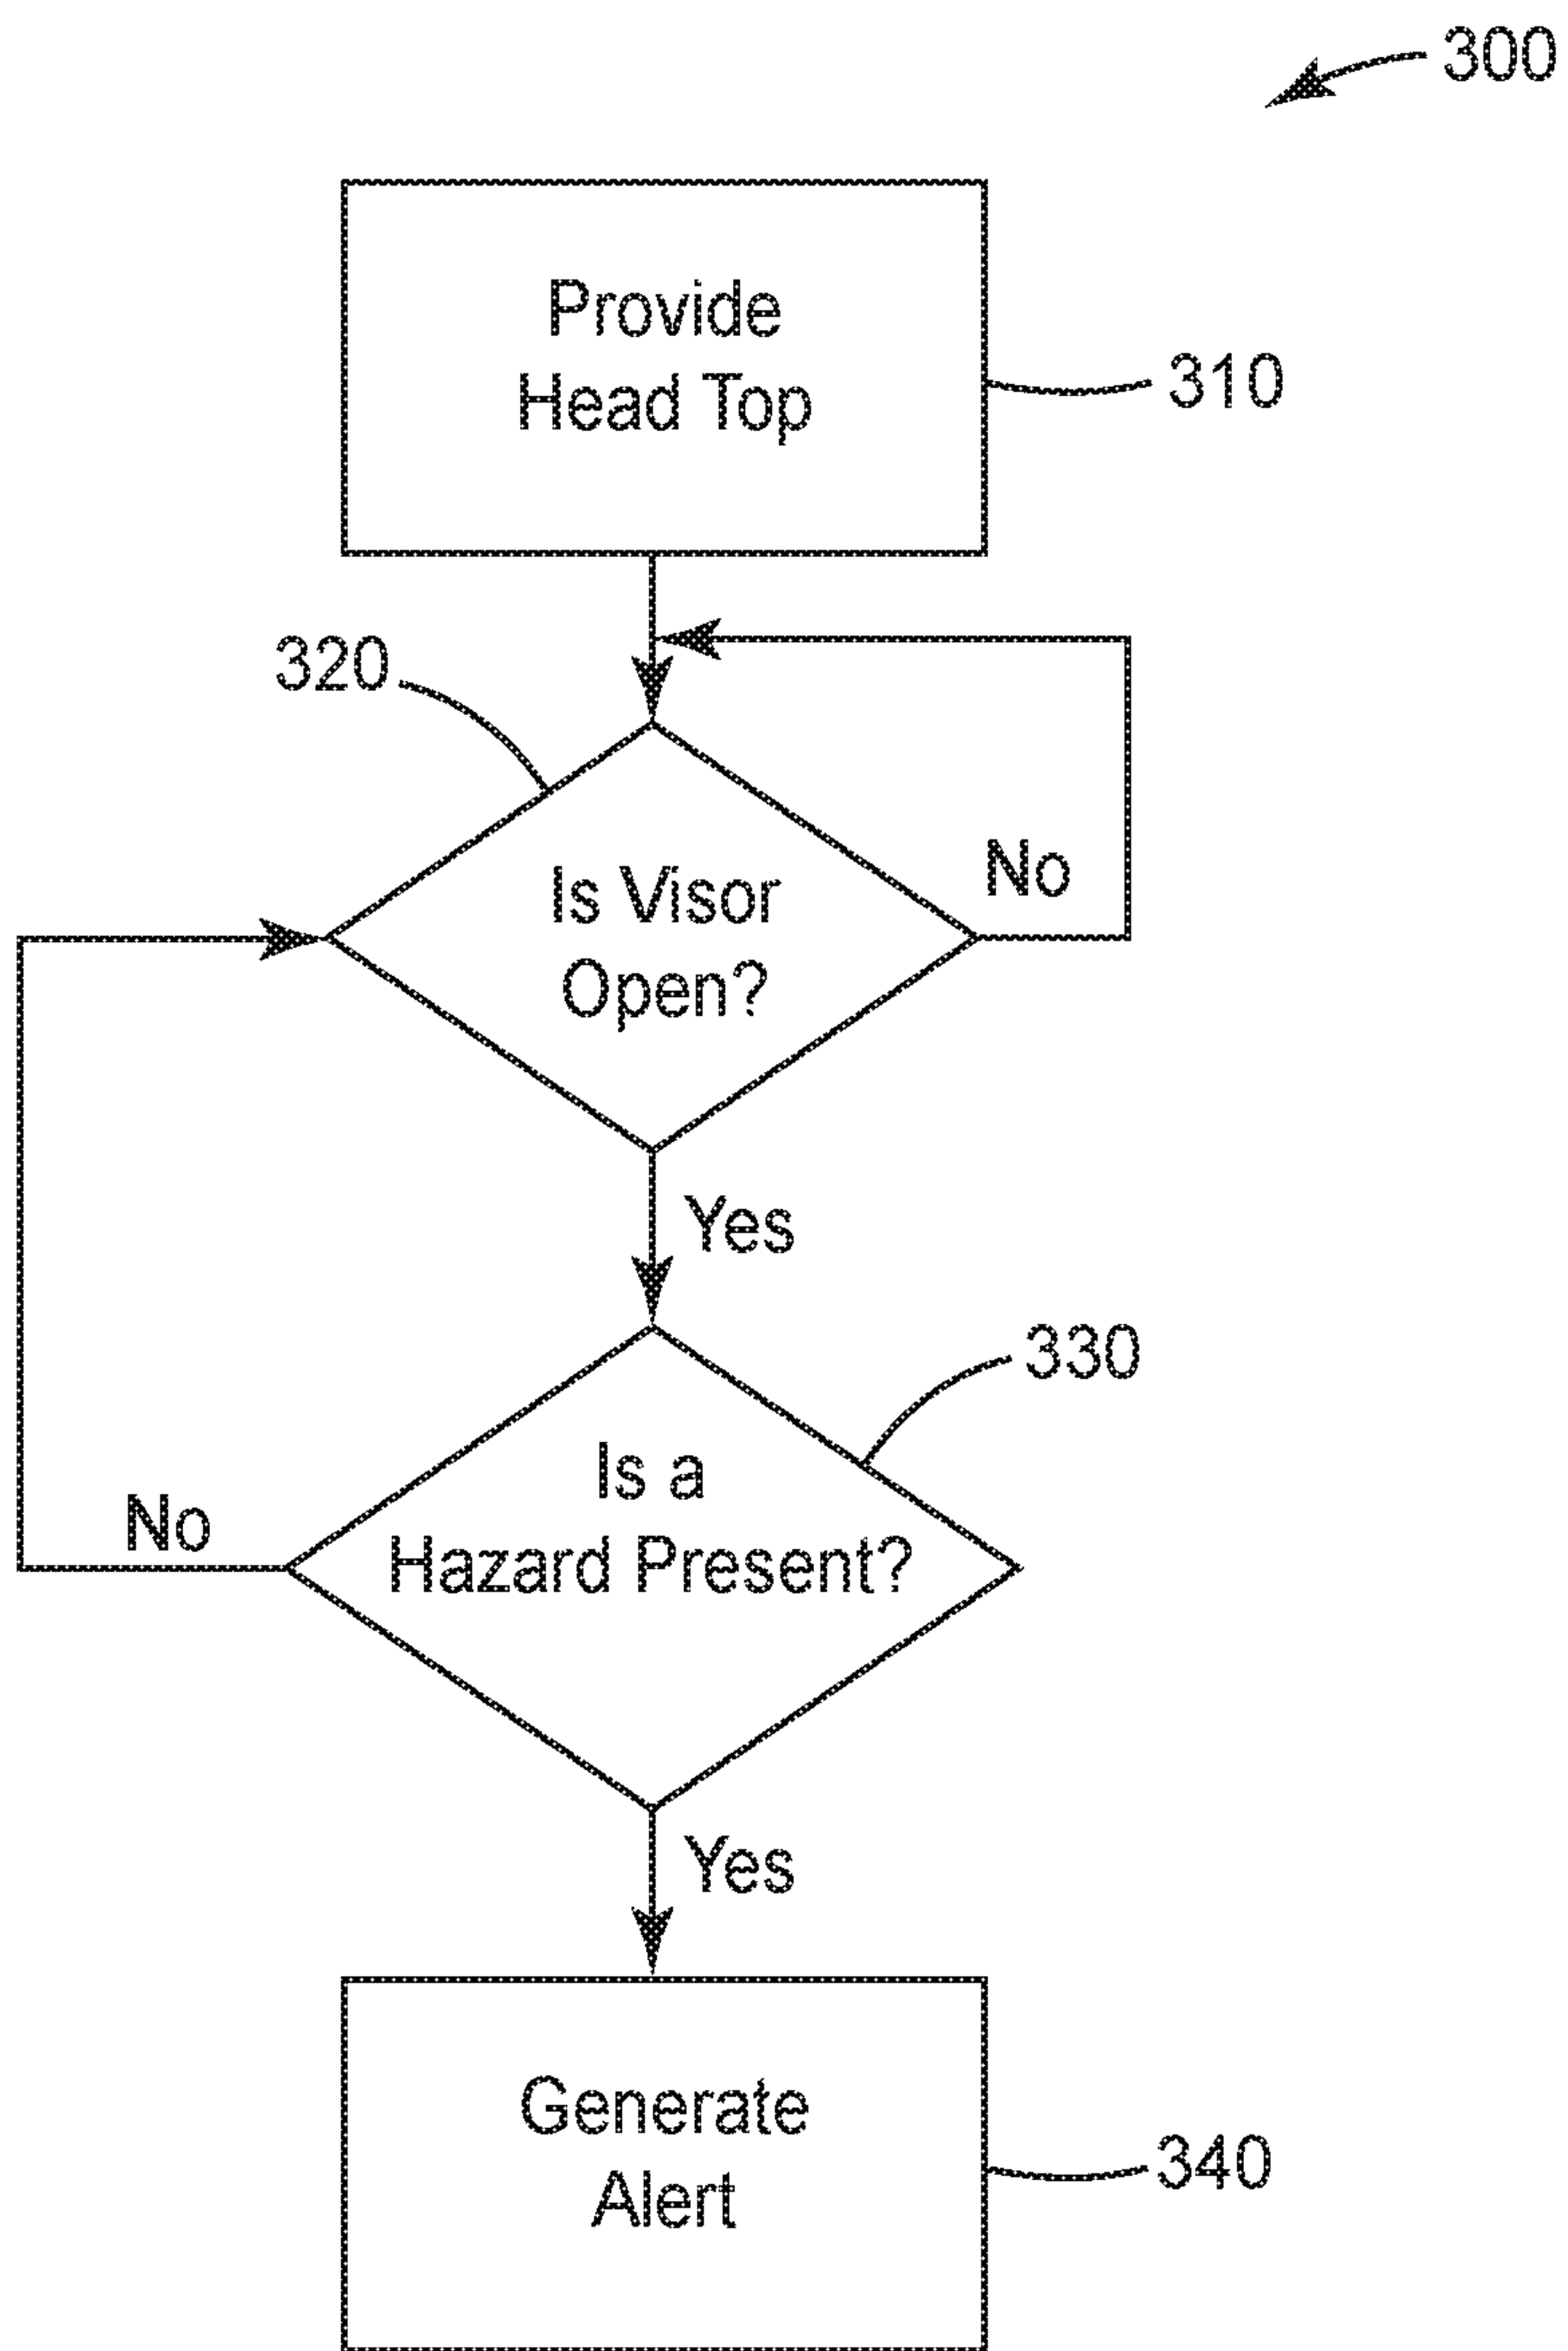 300
Provide
Head Top
310
320
Is Visor
Open?
No
Yes
330
Is a
Hazard Present?
No
Yes
Generate
Alert
340